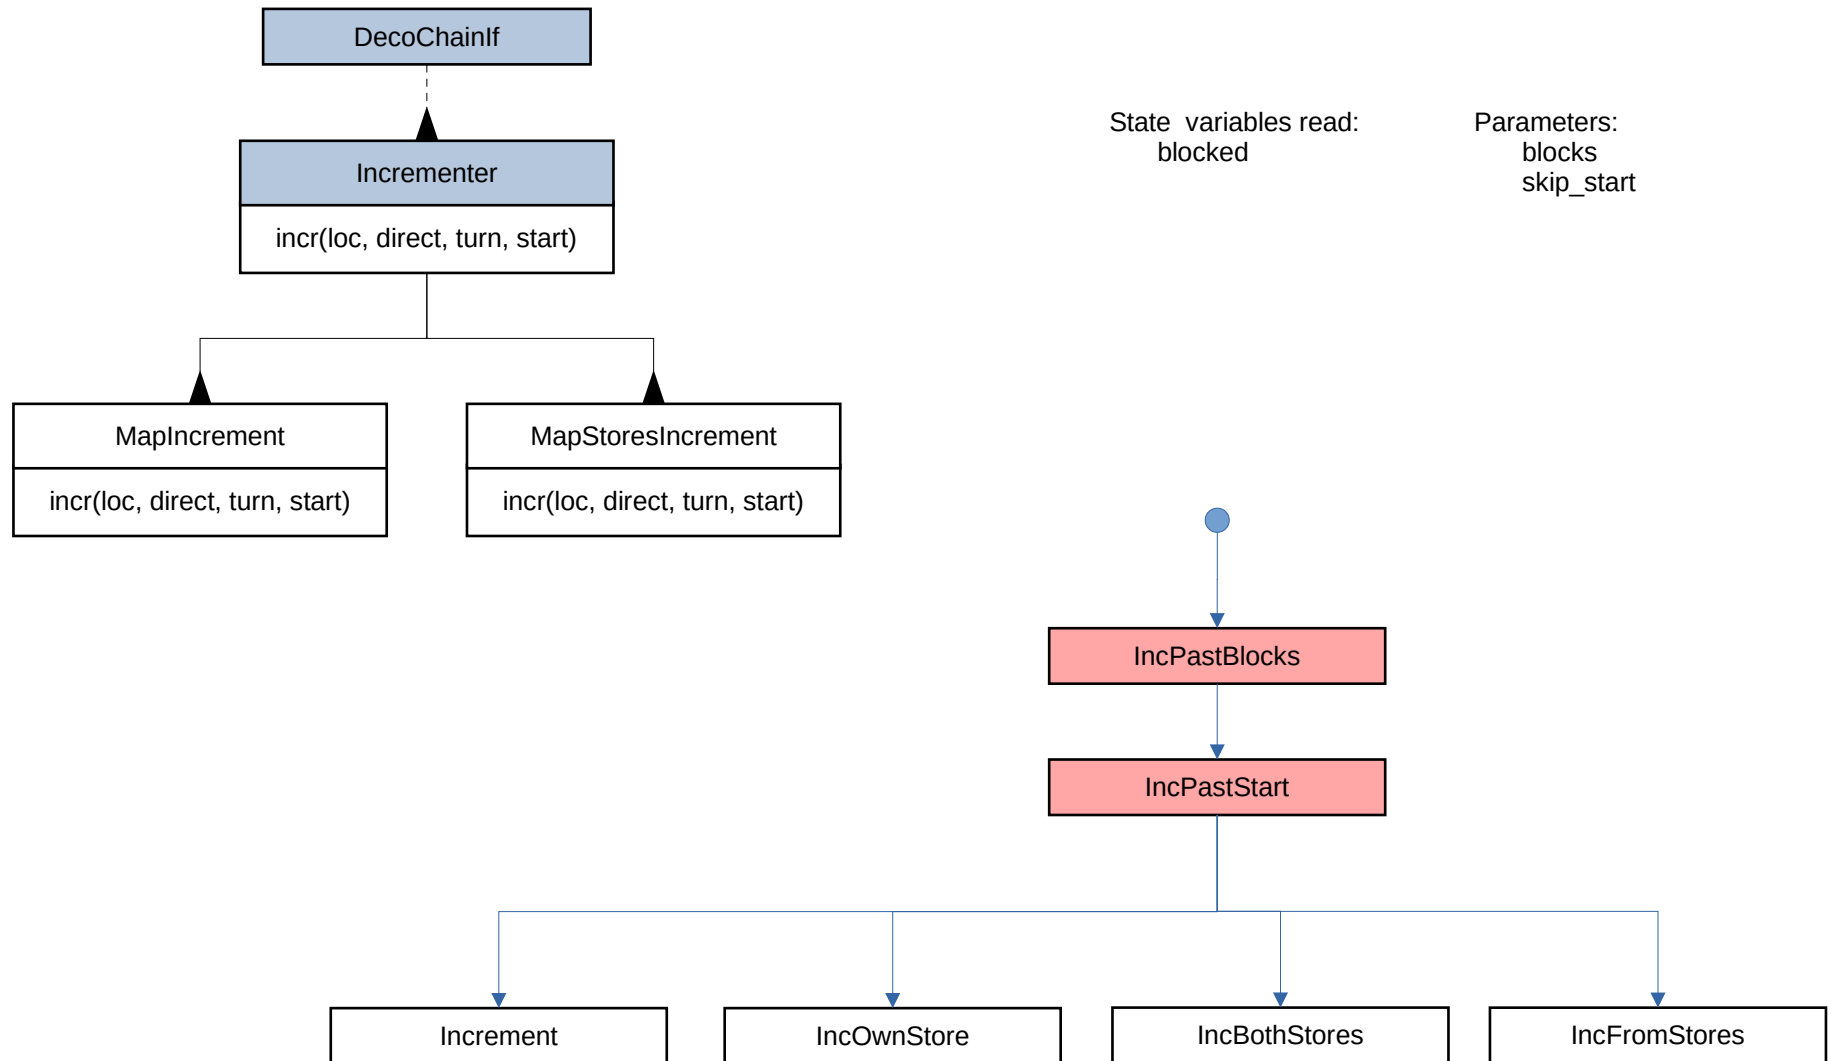 DecoChainIf
Incrementer
incr(loc, direct, turn, start)
MapIncrement
incr(loc, direct, turn, start)
MapStoresIncrement
incr(loc, direct, turn, start)
State  variables read:
blocked
Parameters:
blocks
skip_start
IncPastBlocks
IncPastStart
Increment
IncOwnStore
IncBothStores
IncFromStores